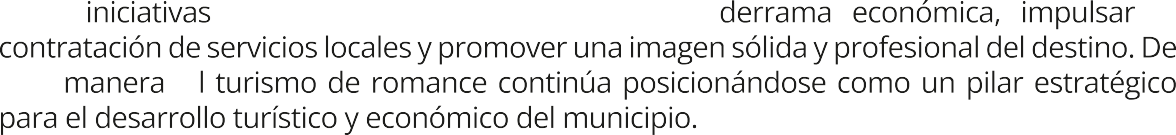 iniciativas derrama económica, impulsar
contratación de servicios locales y promover una imagen sólida y profesional del destino. De
manera l turismo de romance continúa posicionándose como un pilar estratégico
para el desarrollo turístico y económico del municipio.